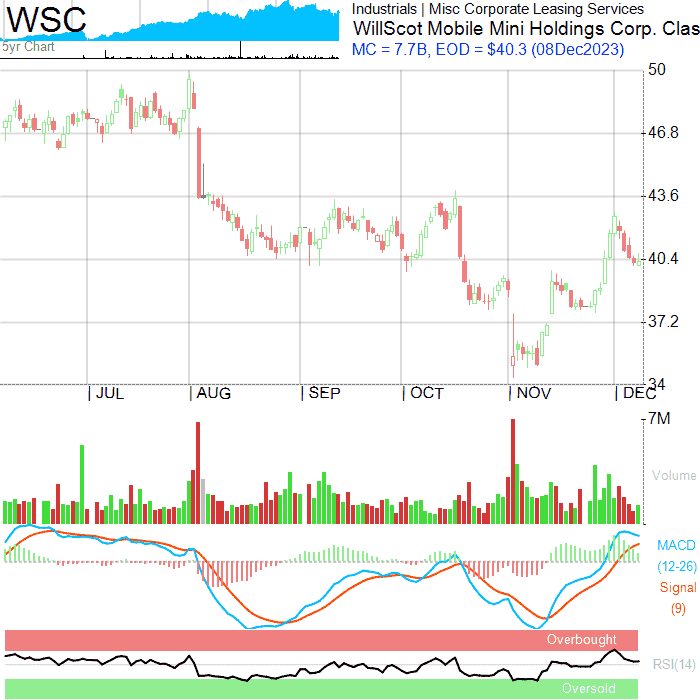 WSC
5yr Chart
Industrials | Misc Corporate Leasing Services
WillScot Mobile Mini Holdings Corp. Clas
MC = 7.7B, EOD = $40.3 (08Dec2023)
50
46.8
43.6
40.4
37.2
34
JUL
AUG
SEP
OCT
NOV
DEC
7M
Volume
MACD
(12-26)
Signal
(9)
Overbought
RSI(14)
Oversold